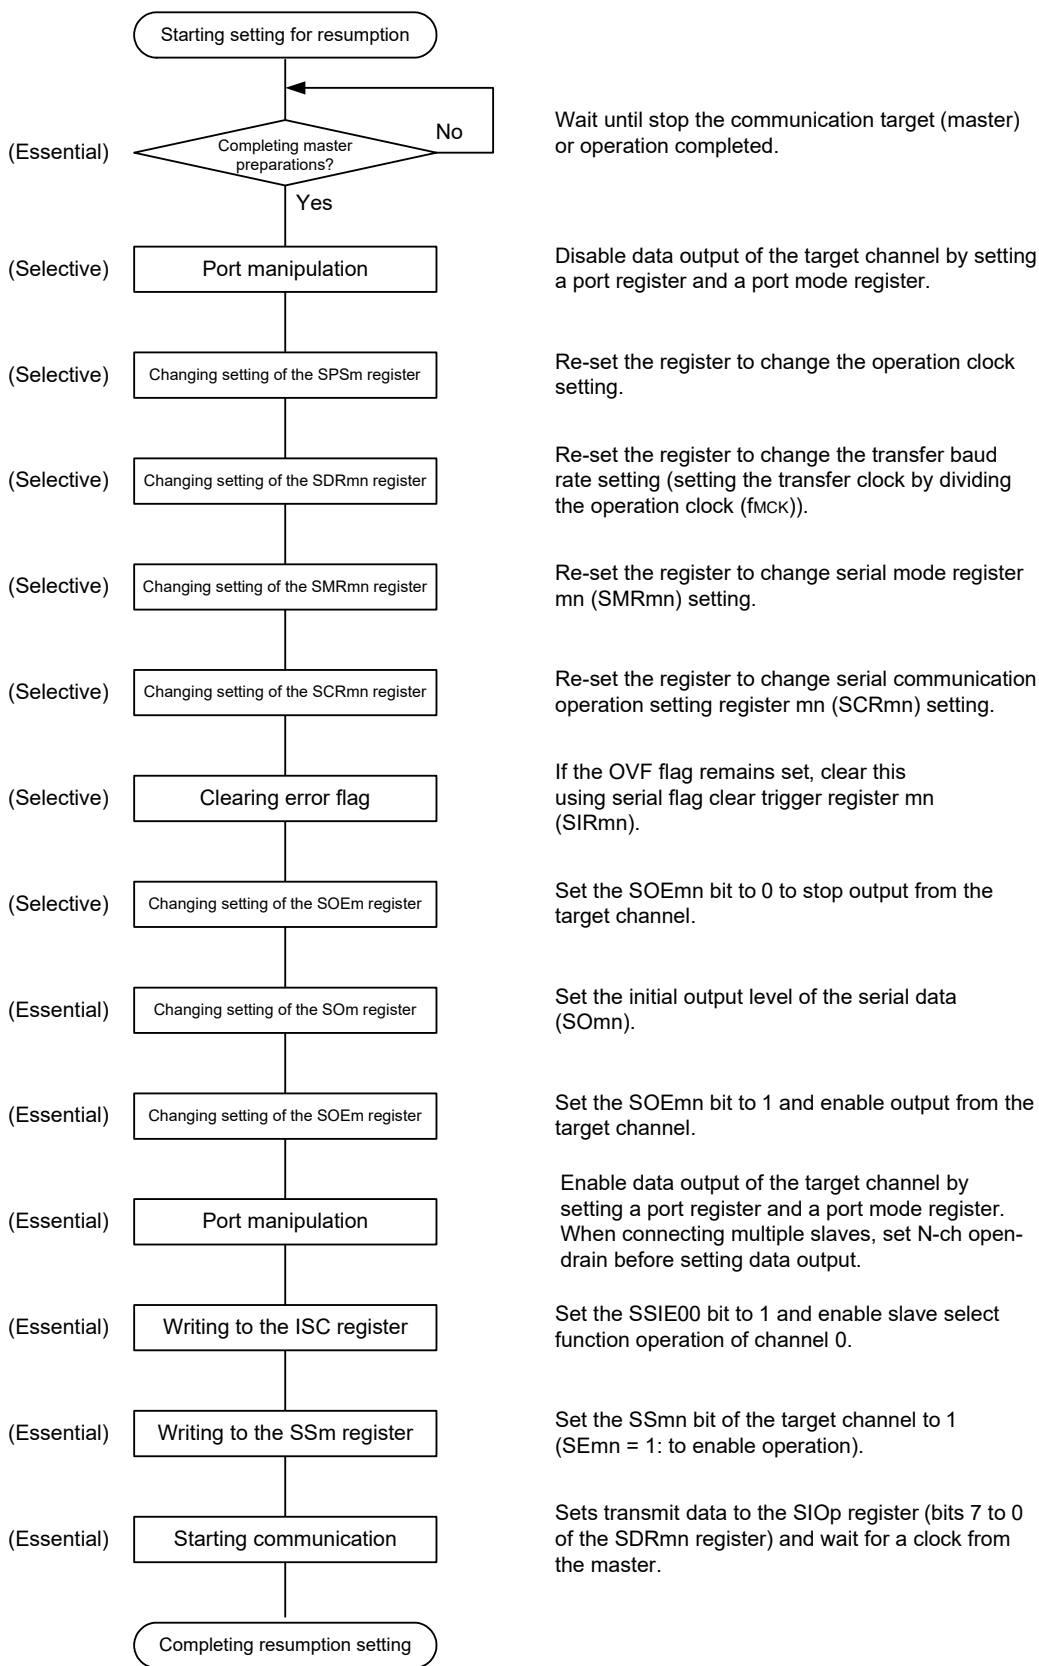 Starting setting for resumption
(Essential)
Completing master
preparations?
No
Yes
Wait until stop the communication target (master)
or operation completed.
(Selective)
Port manipulation
Disable data output of the target channel by setting
a port register and a port mode register.
(Selective)
Changing setting of the SPSm register
Re-set the register to change the operation clock
setting.
(Selective)
Changing setting of the SDRmn register
Re-set the register to change the transfer baud
rate setting (setting the transfer clock by dividing
the operation clock (fMCK)).
(Selective)
Changing setting of the SMRmn register
Re-set the register to change serial mode register
mn (SMRmn) setting.
(Selective)
Changing setting of the SCRmn register
Re-set the register to change serial communication
operation setting register mn (SCRmn) setting.
(Selective)
Clearing error flag
If the OVF flag remains set, clear this
using serial flag clear trigger register mn
(SIRmn).
(Selective)
Changing setting of the SOEm register
Set the SOEmn bit to 0 to stop output from the
target channel.
(Essential)
Changing setting of the SOm register
Set the initial output level of the serial data
(SOmn).
(Essential)
Changing setting of the SOEm register
Set the SOEmn bit to 1 and enable output from the
target channel.
(Essential)
Port manipulation
Enable data output of the target channel by
setting a port register and a port mode register.
When connecting multiple slaves, set N-ch open-
drain before setting data output.
(Essential)
Writing to the ISC register
Set the SSIE00 bit to 1 and enable slave select
function operation of channel 0.
(Essential)
Writing to the SSm register
Set the SSmn bit of the target channel to 1
(SEmn = 1: to enable operation).
(Essential)
Starting communication
Sets transmit data to the SIOp register (bits 7 to 0
of the SDRmn register) and wait for a clock from
the master.
Completing resumption setting